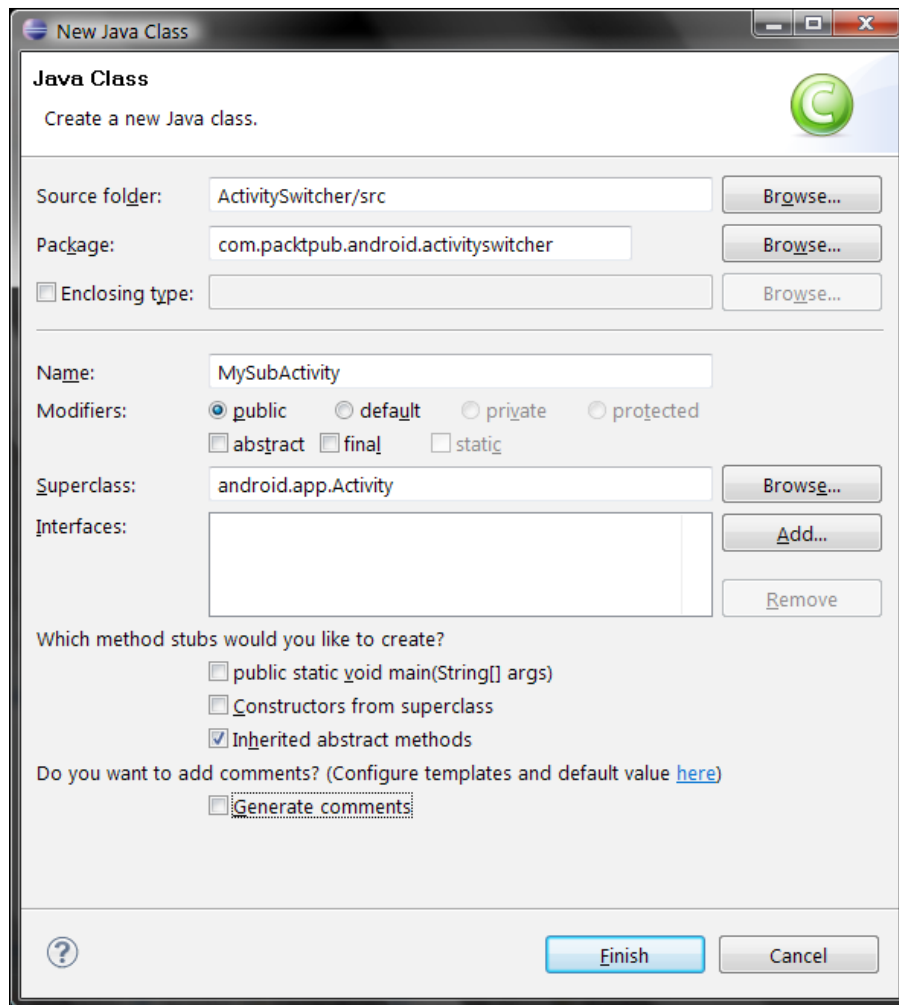 New Java Class
Java Class
Create a new Java class.
Source folder: ActivitySwitcher/src Browse...
Package: com.packtpub.android.activityswitcher Browse...
Enclosing type: Browse...
Name: MySubActivity
Modifiers: public default private protected
abstract final static
Superclass: android.app.Activity Browse...
Interfaces: Add...
Remove
Which method stubs would you like to create?
public static void main(String[] args)
Constructors from superclass
Inherited abstract methods
Do you want to add comments? (Configure templates and default value here)
Generate comments
? Finish Cancel